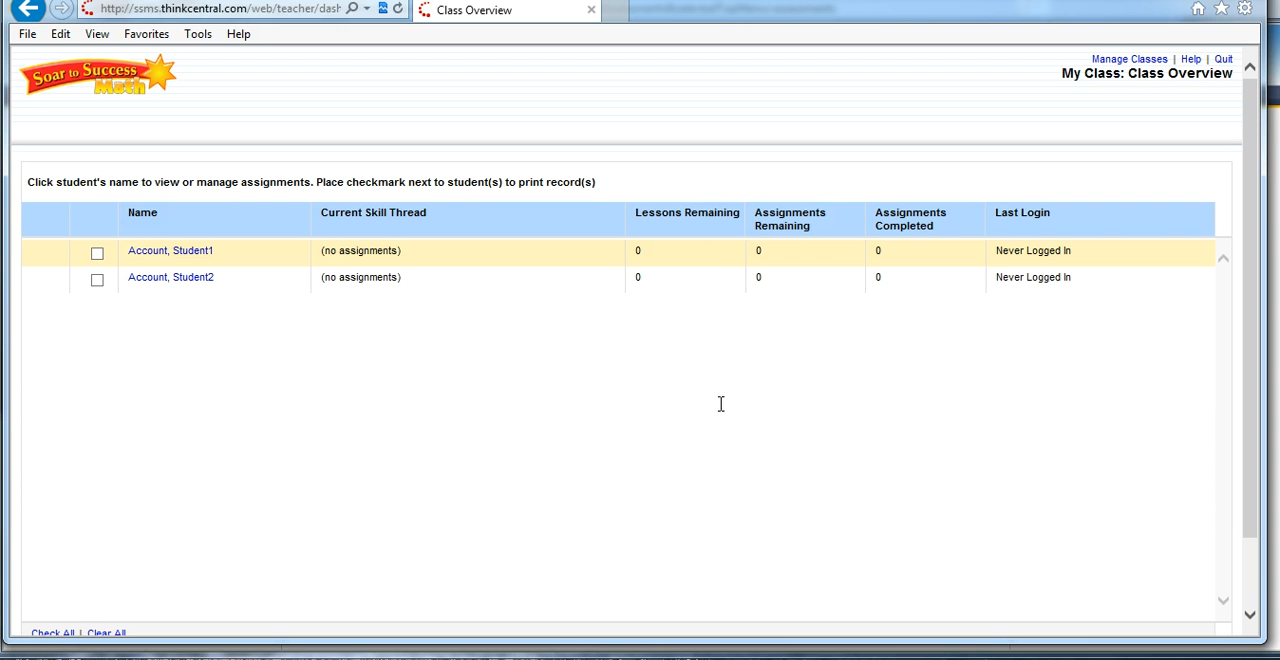 http://ssms.thinkcentral.com/web/teacher/dash
Class Overview
File Edit View Favorites Tools Help
Soar to Success
Math
Manage Classes | Help | Quit
My Class: Class Overview
Click student's name to view or manage assignments. Place checkmark next to student(s) to print record(s)
Name Current Skill Thread Lessons Remaining Assignments Remaining Assignments Completed Last Login
Account, Student1 (no assignments) 0 0 0 Never Logged In
Account, Student2 (no assignments) 0 0 0 Never Logged In
Check All | Clear All